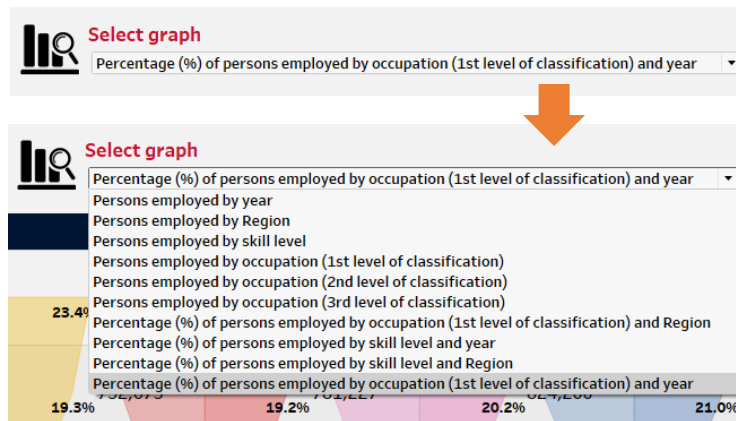 Select graph
Percentage (%) of persons employed by occupation (1st level of classification) and year
Select graph
Percentage (%) of persons employed by occupation (1st level of classification) and year
Persons employed by year
Persons employed by Region
Persons employed by skill level
Persons employed by occupation (1st level of classification)
Persons employed by occupation (2nd level of classification)
Persons employed by occupation (3rd level of classification)
23.4%
Percentage (%) of persons employed by occupation (1st level of classification) and Region
Percentage (%) of persons employed by skill level and year
Percentage (%) of persons employed by skill level and Region
Percentage (%) of persons employed by occupation (1st level of classification) and year
19.3% 19.2% 20.2% 21.0%